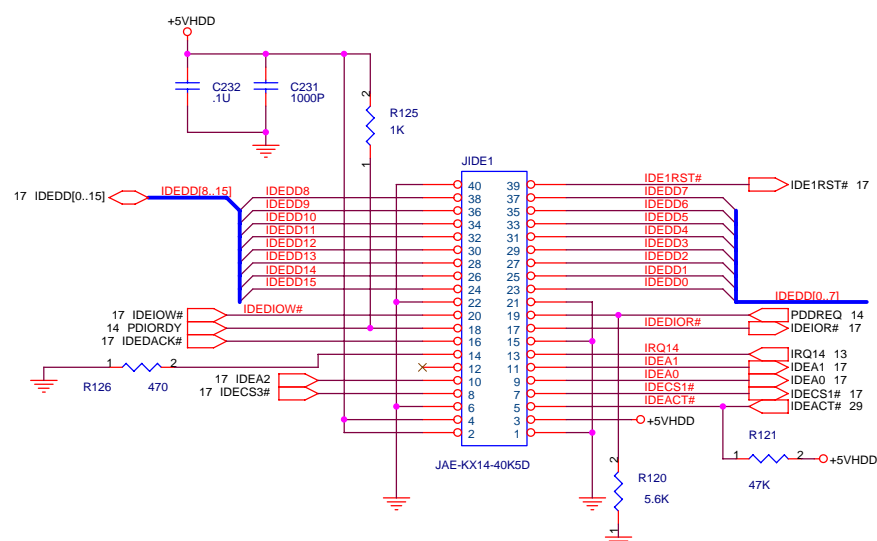 +5VHDD
C232
.1U
C231
1000P
2
R125
1K
1
JIDE1
17 IDEDD[0..15]
IDEDD[8..15]
IDEDD8
40
39
IDE1RST#
IDE1RST# 17
IDEDD9
38
37
IDEDD7
IDEDD10
36
35
IDEDD6
IDEDD11
34
33
IDEDD5
IDEDD12
32
31
IDEDD4
IDEDD13
30
29
IDEDD3
IDEDD14
28
27
IDEDD2
IDEDD15
26
25
IDEDD1
24
23
IDEDD0
22
21
IDEDD[0..7]
17 IDEIOW#
IDEDIOW#
20
19
PDDREQ 14
14 PDIORDY
18
17
IDEDIOR#
IDEIOR# 17
17 IDEDACK#
16
15
14
13
IRQ14
IRQ14 13
1
2
R126
470
12
11
IDEA1
IDEA1 17
17 IDEA2
10
9
IDEA0
IDEA0 17
17 IDECS3#
8
7
IDECS1#
IDECS1# 17
6
5
IDEACT#
IDEACT# 29
4
3
+5VHDD
2
1
JAE-KX14-40K5D
R121
1
2
+5VHDD
47K
2
R120
5.6K
1